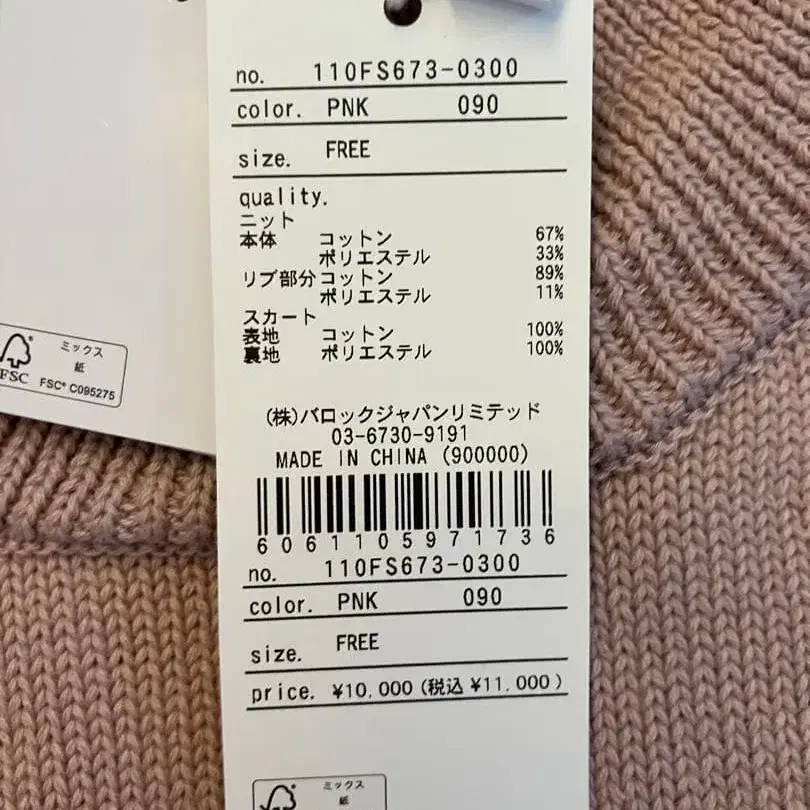 no. 110FS673-0300
color. PNK 090
size. FREE
quality.
ニット
本体 コットン 67%
ポリエステル 33%
リブ部分 コットン 89%
ポリエステル 11%
スカート
表地 コットン 100%
裏地 ポリエステル 100%
(株)バロックジャパンリミテッド
03-6730-9191
MADE IN CHINA (900000)
6061105971736
no. 110FS673-0300
color. PNK 090
size. FREE
price. ¥10,000 (税込 ¥11,000)
ミックス
紙
FSC
FSC® C095275
ミックス
紙